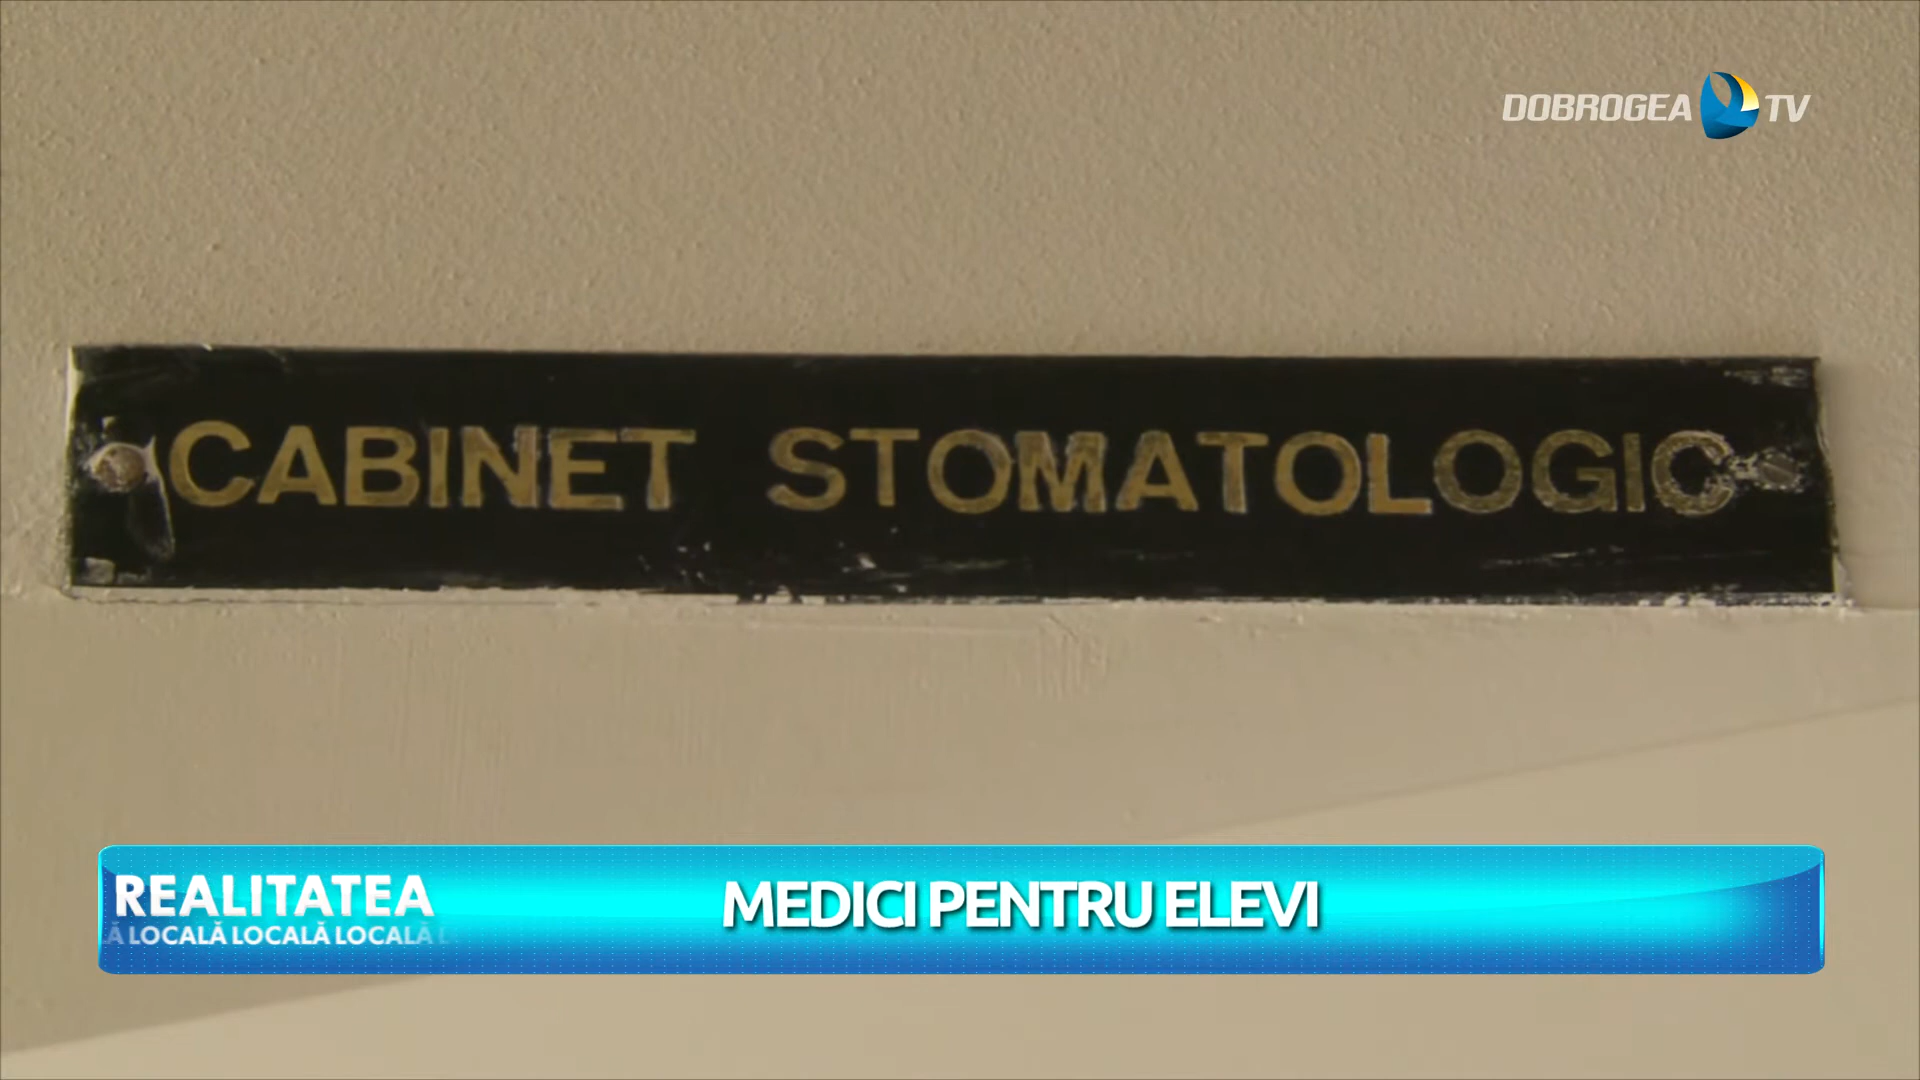 DOBROGEA TV
CABINET STOMATOLOGIC
REALITATEA
MEDICI PENTRU ELEVI
Ă LOCALĂ LOCALĂ LOCALĂ L